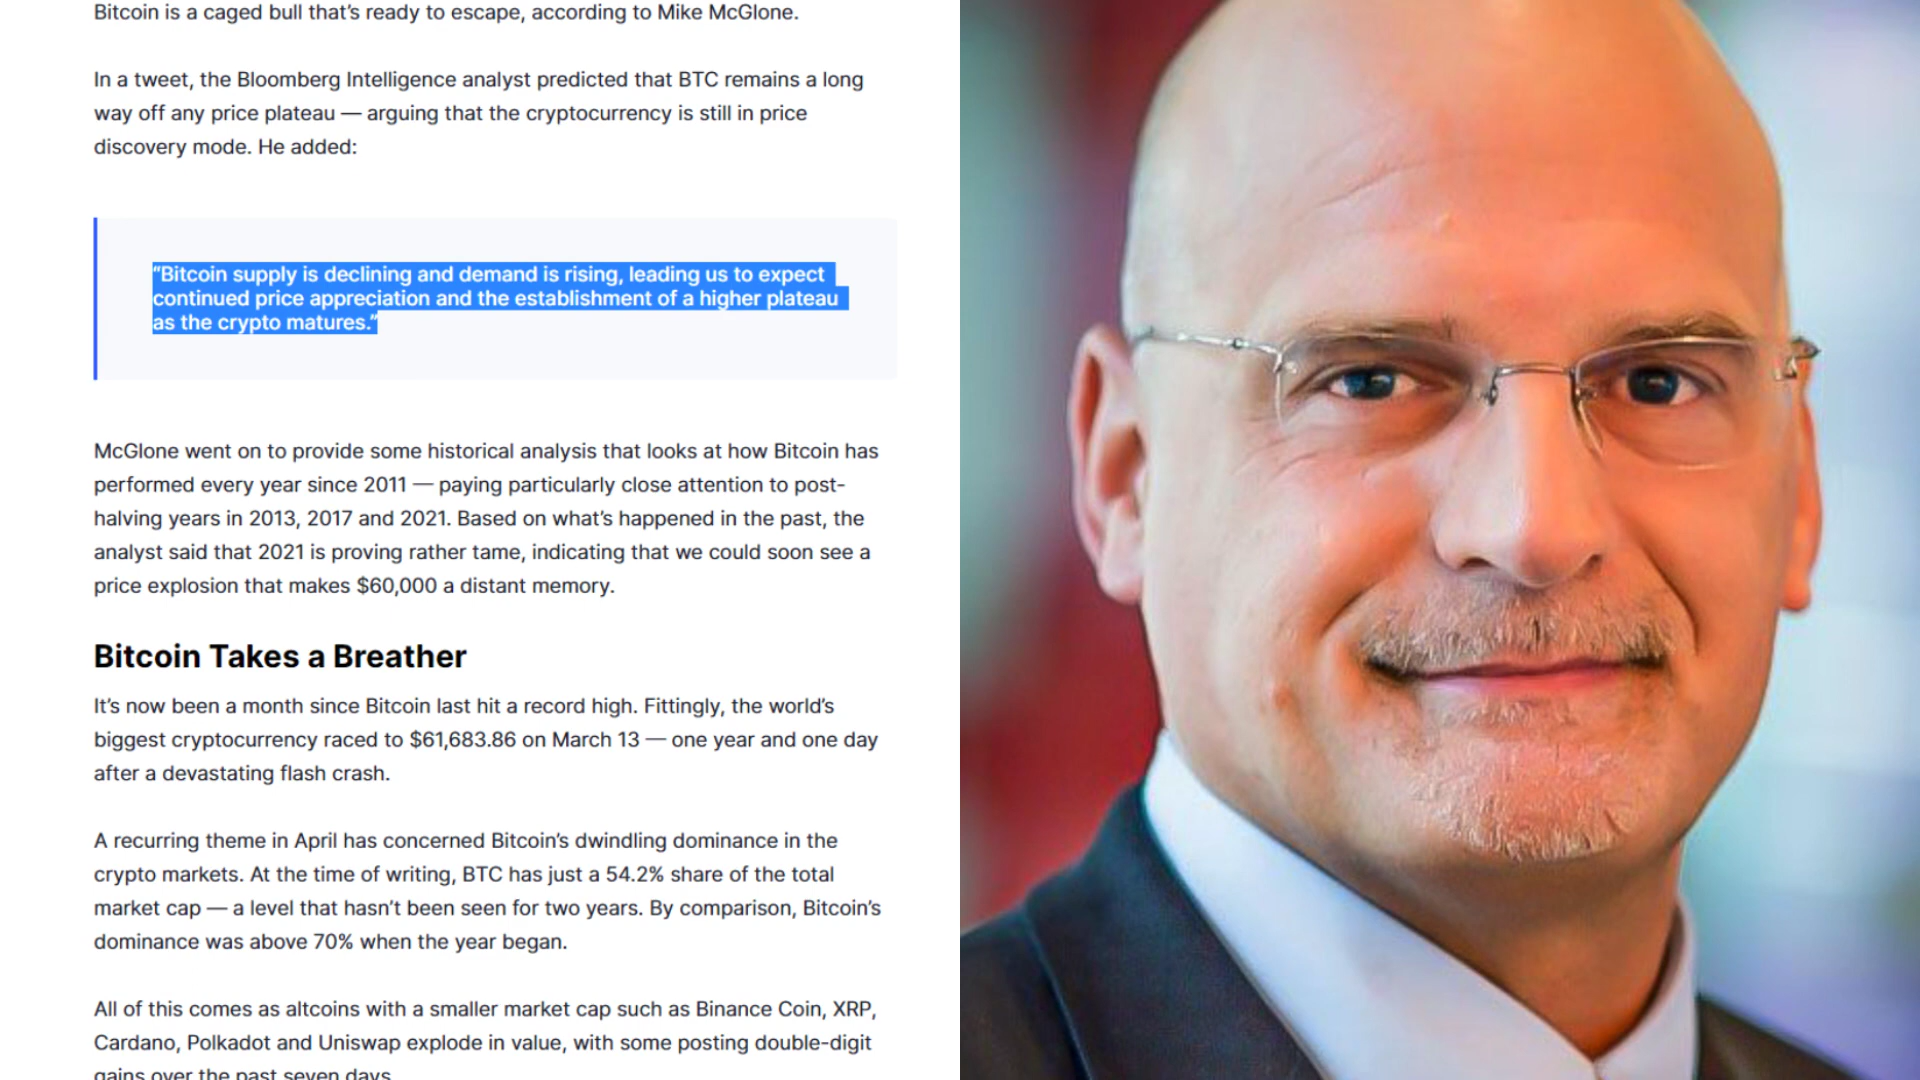 Bitcoin is a caged bull that’s ready to escape, according to Mike McGlone.
In a tweet, the Bloomberg Intelligence analyst predicted that BTC remains a long
way off any price plateau — arguing that the cryptocurrency is still in price
discovery mode. He added:
“Bitcoin supply is declining and demand is rising, leading us to expect
continued price appreciation and the establishment of a higher plateau
as the crypto matures.”
McGlone went on to provide some historical analysis that looks at how Bitcoin has
performed every year since 2011 — paying particularly close attention to post-
halving years in 2013, 2017 and 2021. Based on what’s happened in the past, the
analyst said that 2021 is proving rather tame, indicating that we could soon see a
price explosion that makes $60,000 a distant memory.
Bitcoin Takes a Breather
It’s now been a month since Bitcoin last hit a record high. Fittingly, the world’s
biggest cryptocurrency raced to $61,683.86 on March 13 — one year and one day
after a devastating flash crash.
A recurring theme in April has concerned Bitcoin’s dwindling dominance in the
crypto markets. At the time of writing, BTC has just a 54.2% share of the total
market cap — a level that hasn’t been seen for two years. By comparison, Bitcoin’s
dominance was above 70% when the year began.
All of this comes as altcoins with a smaller market cap such as Binance Coin, XRP,
Cardano, Polkadot and Uniswap explode in value, with some posting double-digit
gains over the past seven days.